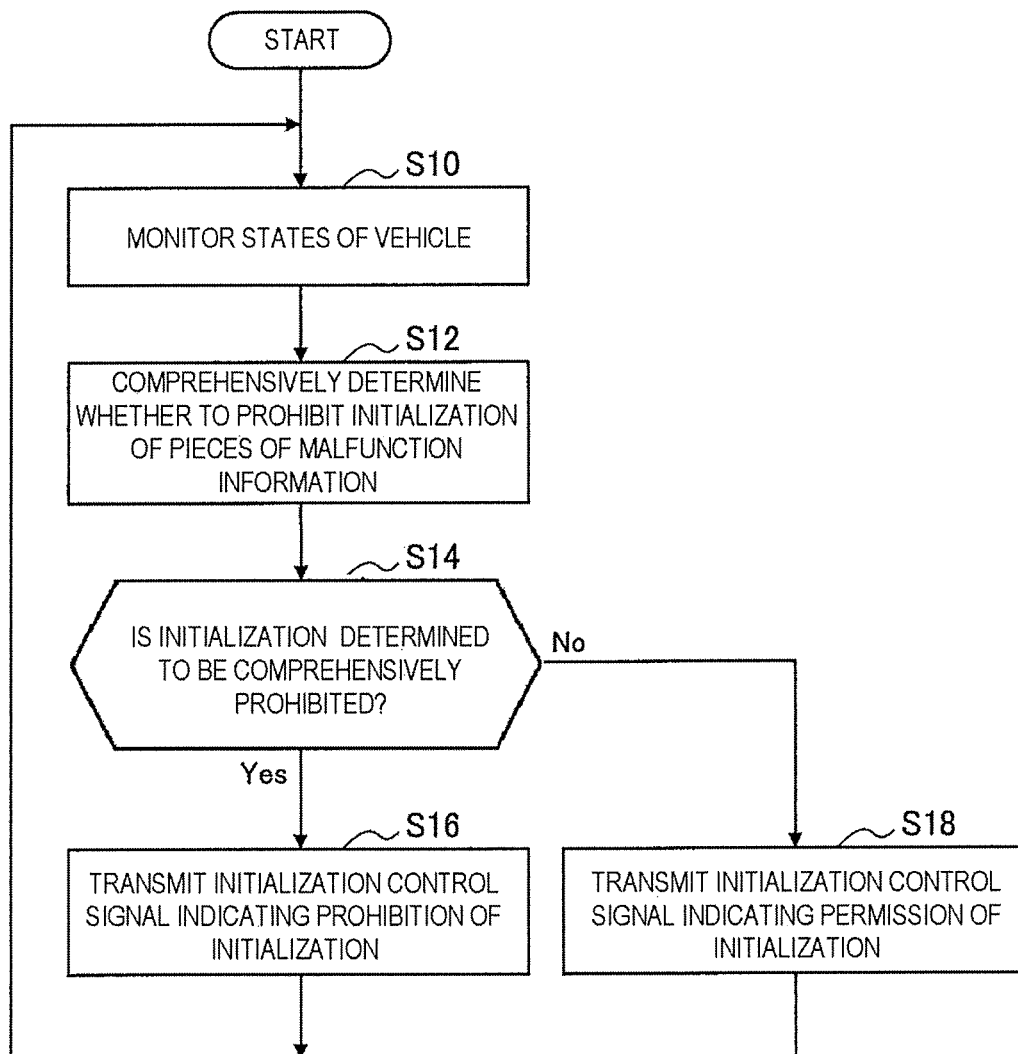 START
S10
MONITOR STATES OF VEHICLE
S12
COMPREHENSIVELY DETERMINE
WHETHER TO PROHIBIT INITIALIZATION
OF PIECES OF MALFUNCTION
INFORMATION
S14
IS INITIALIZATION DETERMINED
TO BE COMPREHENSIVELY
PROHIBITED?
No
Yes
S16
TRANSMIT INITIALIZATION CONTROL
SIGNAL INDICATING PROHIBITION OF
INITIALIZATION
S18
TRANSMIT INITIALIZATION CONTROL
SIGNAL INDICATING PERMISSION OF
INITIALIZATION